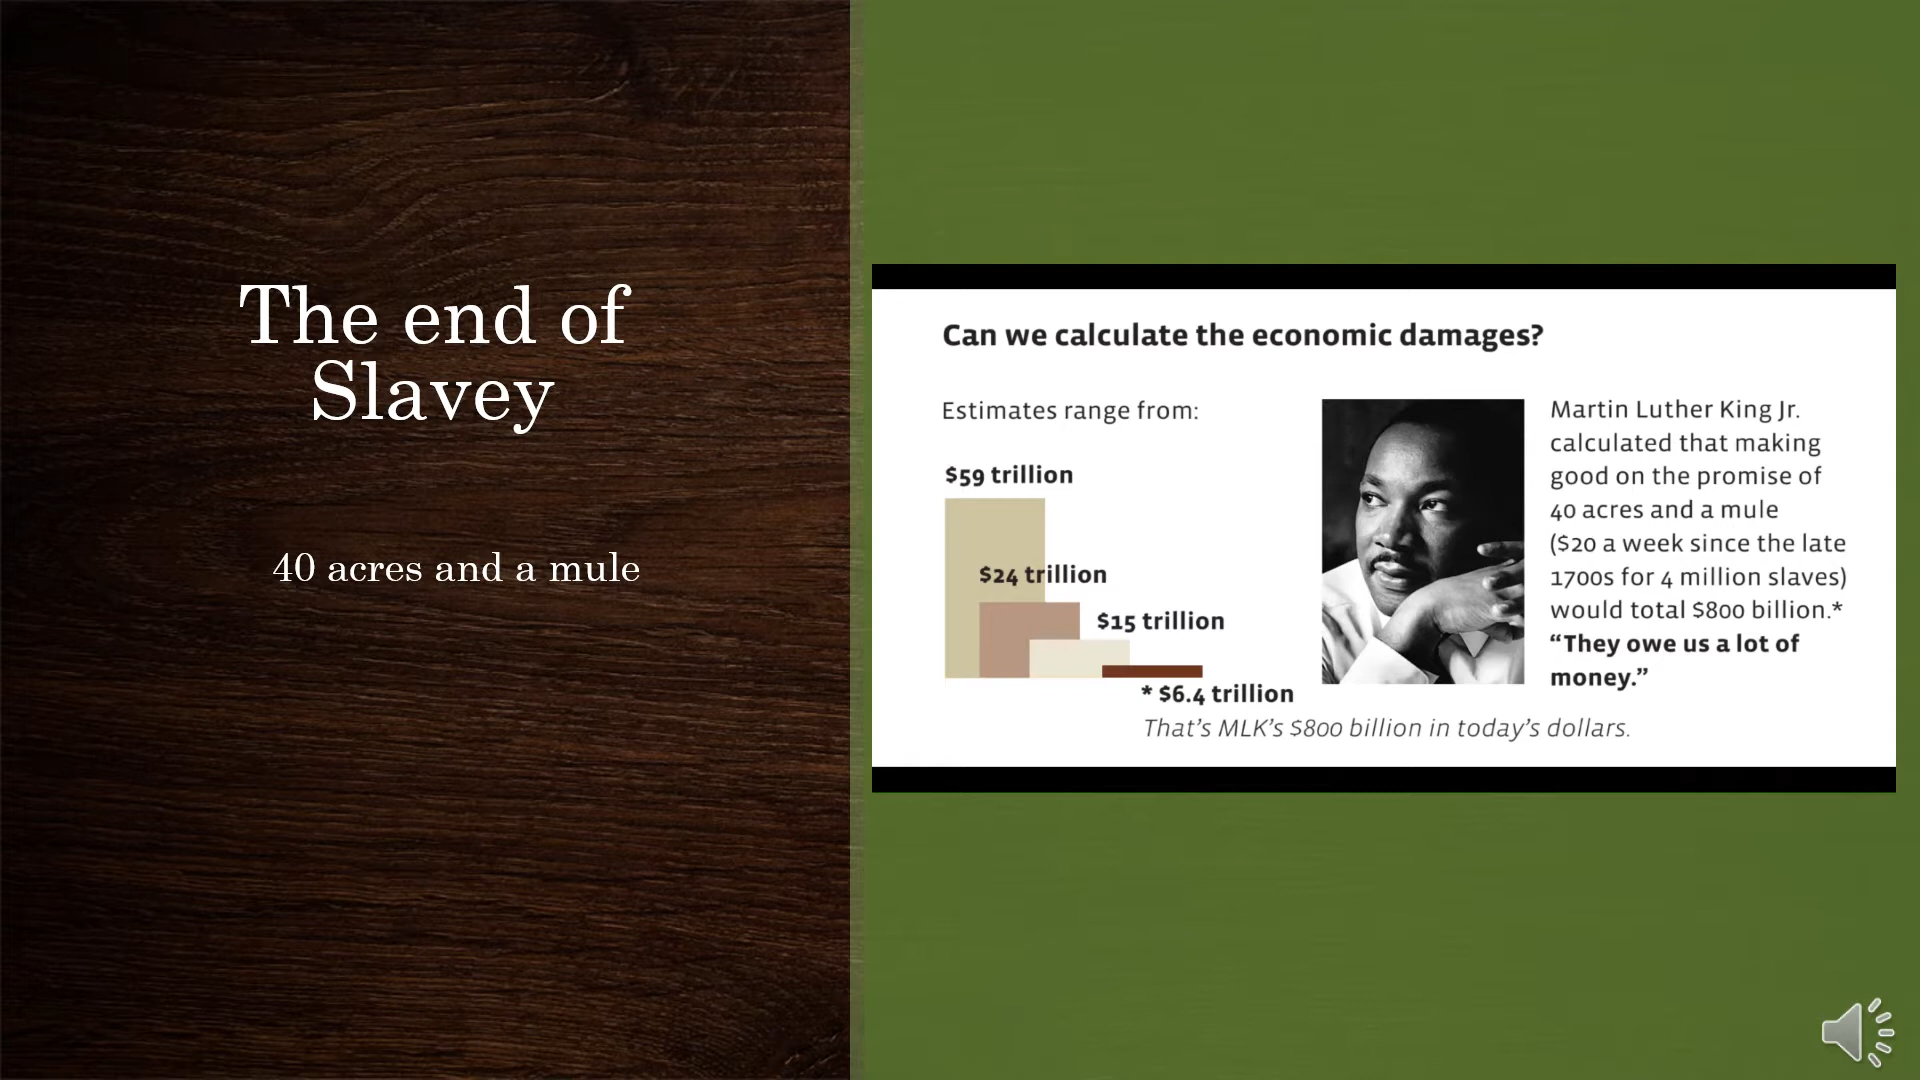 The end of
Slavey
40 acres and a mule
Can we calculate the economic damages?
Estimates range from:
$59 trillion
$24 trillion
$15 trillion
* $6.4 trillion
That's MLK's $800 billion in today's dollars.
Martin Luther King Jr.
calculated that making
good on the promise of
40 acres and a mule
($20 a week since the late
1700s for 4 million slaves)
would total $800 billion.*
“They owe us a lot of
money.”